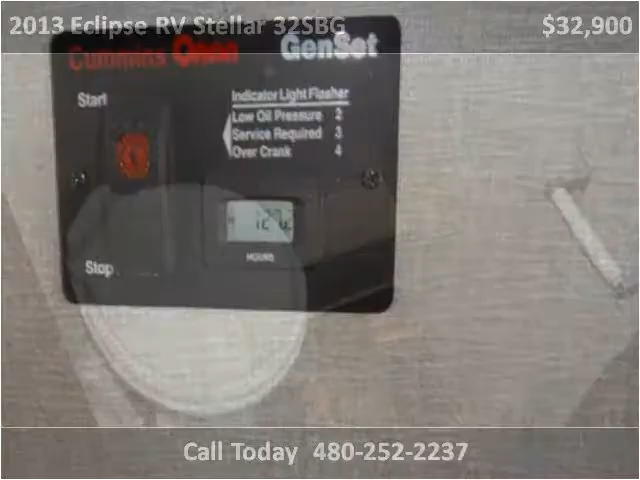 2013 Eclipse RV Stellar 32SBG $32,900
Cummins Onan GenSet
Start
Indicator Light Flasher
Low Oil Pressure 2
Service Required 3
Over Crank 4
HOURS
Stop
Call Today 480-252-2237